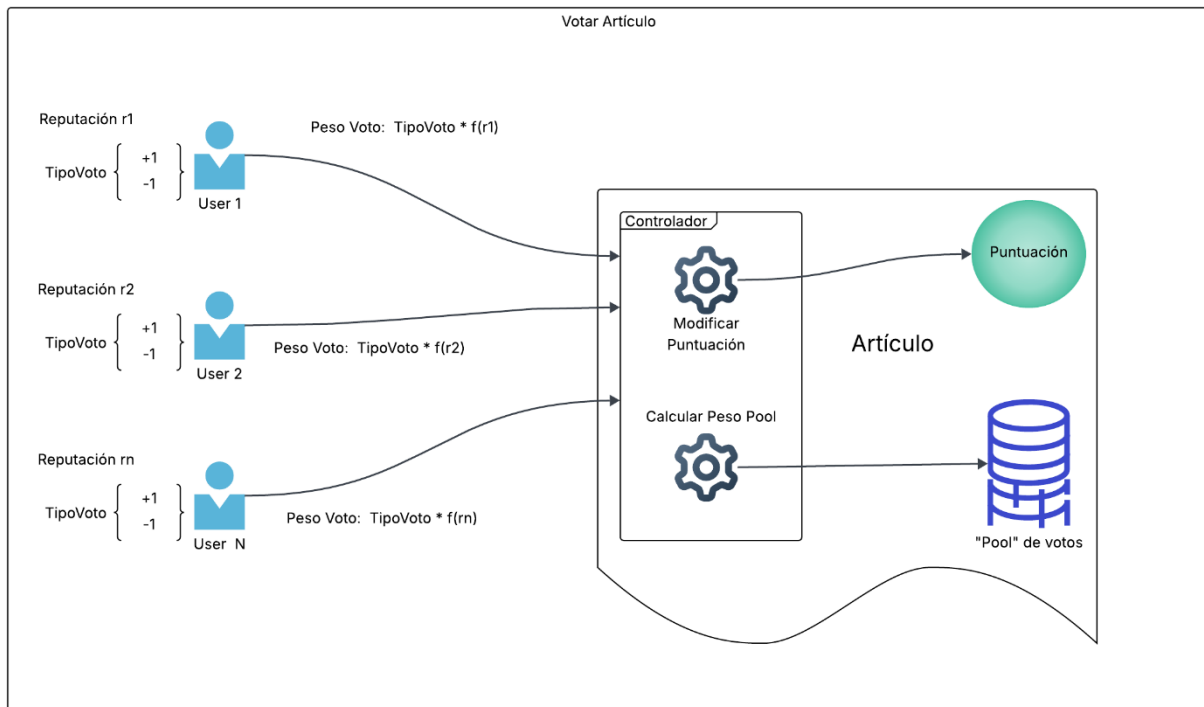 Votar Artículo
Reputación r1
TipoVoto
+1
-1
User 1
Peso Voto: TipoVoto * f(r1)
Reputación r2
TipoVoto
+1
-1
User 2
Peso Voto: TipoVoto * f(r2)
Reputación rn
TipoVoto
+1
-1
User N
Peso Voto: TipoVoto * f(rn)
Controlador
Modificar
Puntuación
Calcular Peso Pool
Puntuación
Artículo
"Pool" de votos